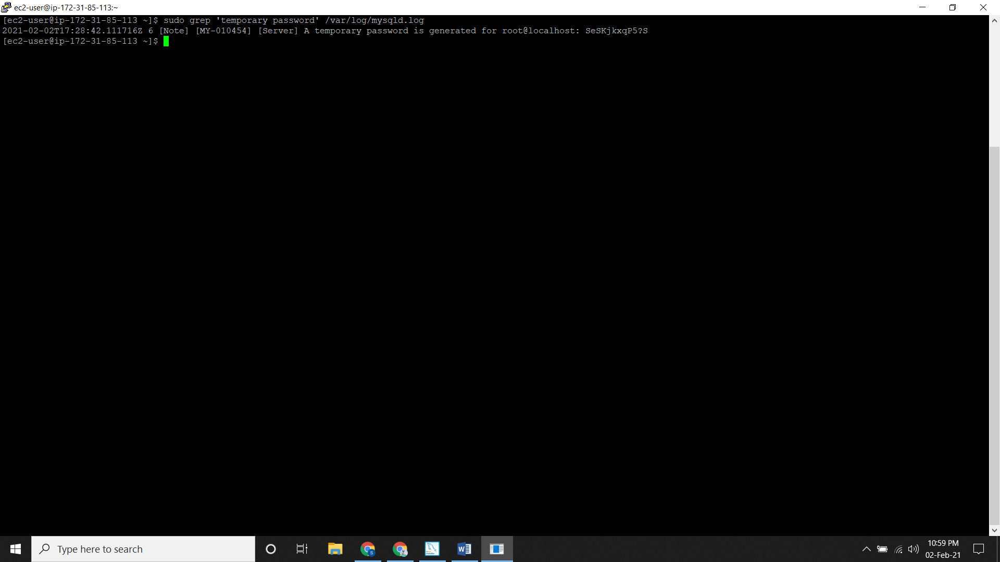 ec2-user@ip-172-31-85-113:~
[ec2-user@ip-172-31-85-113 ~]$ sudo grep 'temporary password' /var/log/mysqld.log
2021-02-02T17:28:42.111716Z 6 [Note] [MY-010454] [Server] A temporary password is generated for root@localhost: SeSKjkxqP5?S
[ec2-user@ip-172-31-85-113 ~]$
Type here to search
10:59 PM
02-Feb-21